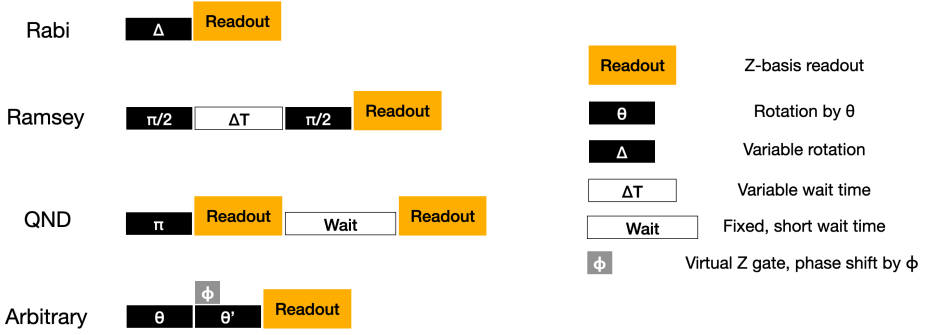 Rabi
Δ
Readout
Ramsey
π/2
ΔT
π/2
Readout
QND
π
Readout
Wait
Readout
Arbitrary
θ
ϕ
θ’
Readout
Readout
Z-basis readout
θ
Rotation by θ
Δ
Variable rotation
ΔT
Variable wait time
Wait
Fixed, short wait time
ϕ
Virtual Z gate, phase shift by ϕ